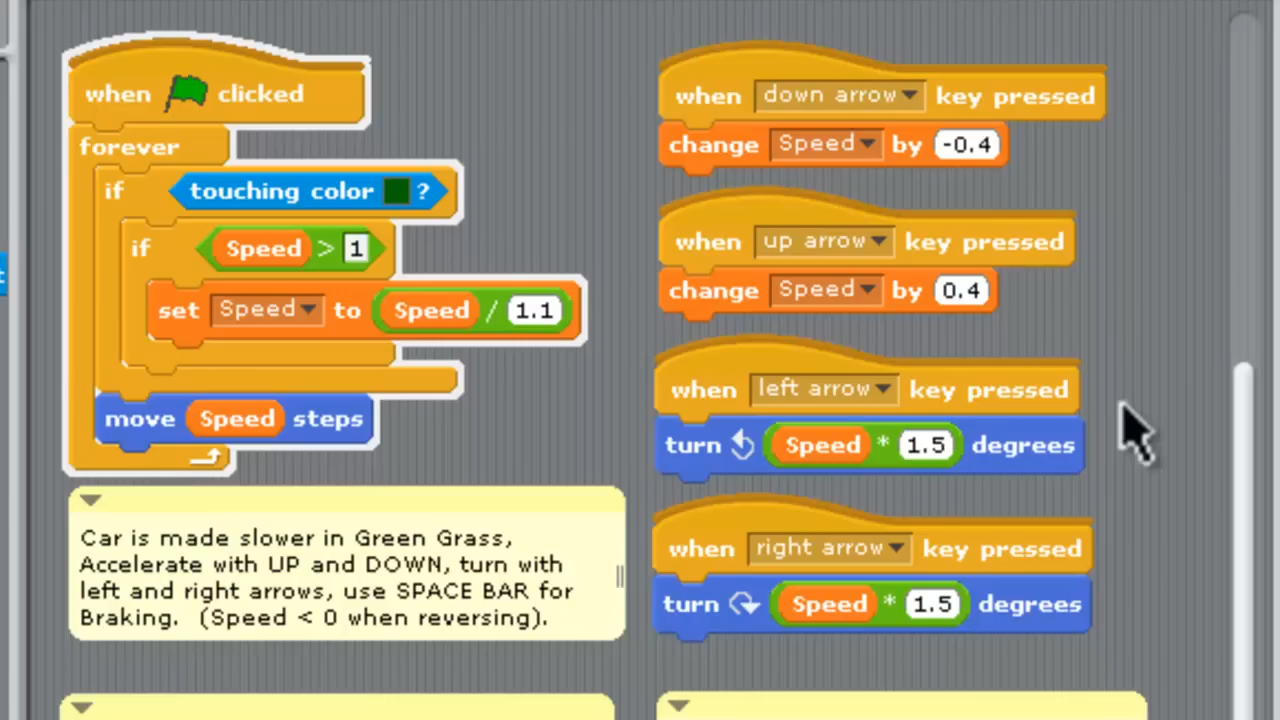 when clicked
forever
if touching color ?
if Speed > 1
set Speed to Speed / 1.1
move Speed steps
Car is made slower in Green Grass,
Accelerate with UP and DOWN, turn with
left and right arrows, use SPACE BAR for
Braking. (Speed < 0 when reversing).
when down arrow key pressed
change Speed by -0.4
when up arrow key pressed
change Speed by 0.4
when left arrow key pressed
turn Speed * 1.5 degrees
when right arrow key pressed
turn Speed * 1.5 degrees